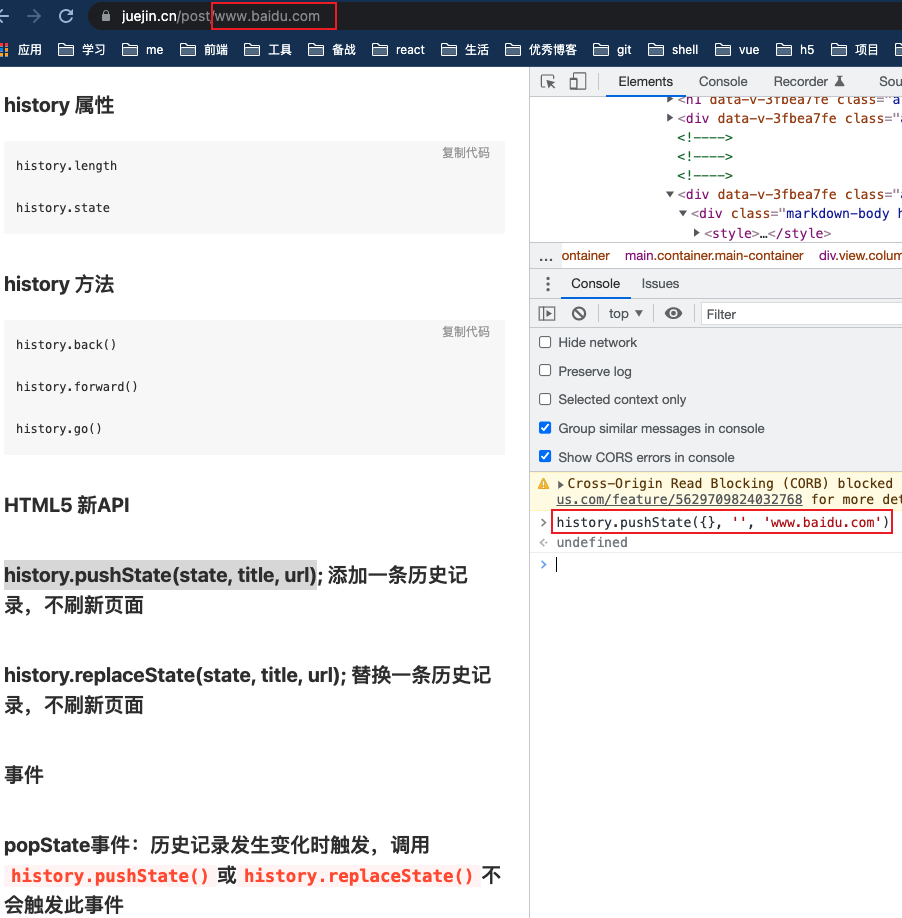 juejin.cn/post/www.baidu.com
应用 学习 me 前端 工具 备战 react 生活 优秀博客 git shell vue h5 项目
history 属性
复制代码
history.length
history.state
history 方法
复制代码
history.back()
history.forward()
history.go()
HTML5 新API
history.pushState(state, title, url); 添加一条历史记
录，不刷新页面
history.replaceState(state, title, url); 替换一条历史记
录，不刷新页面
事件
popState事件：历史记录发生变化时触发，调用
history.pushState() 或 history.replaceState() 不
会触发此事件
Elements Console Recorder Sou
<h1 data-v-3fbea7fe class="a
<div data-v-3fbea7fe class="a
<!---->
<!---->
<!---->
<div data-v-3fbea7fe class="a
<div class="markdown-body h
<style>…</style>
... ontainer main.container.main-container div.view.colum
Console Issues
top Filter
Hide network
Preserve log
Selected context only
Group similar messages in console
Show CORS errors in console
Cross-Origin Read Blocking (CORB) blocked
us.com/feature/5629709824032768 for more det
history.pushState({}, '', 'www.baidu.com')
undefined